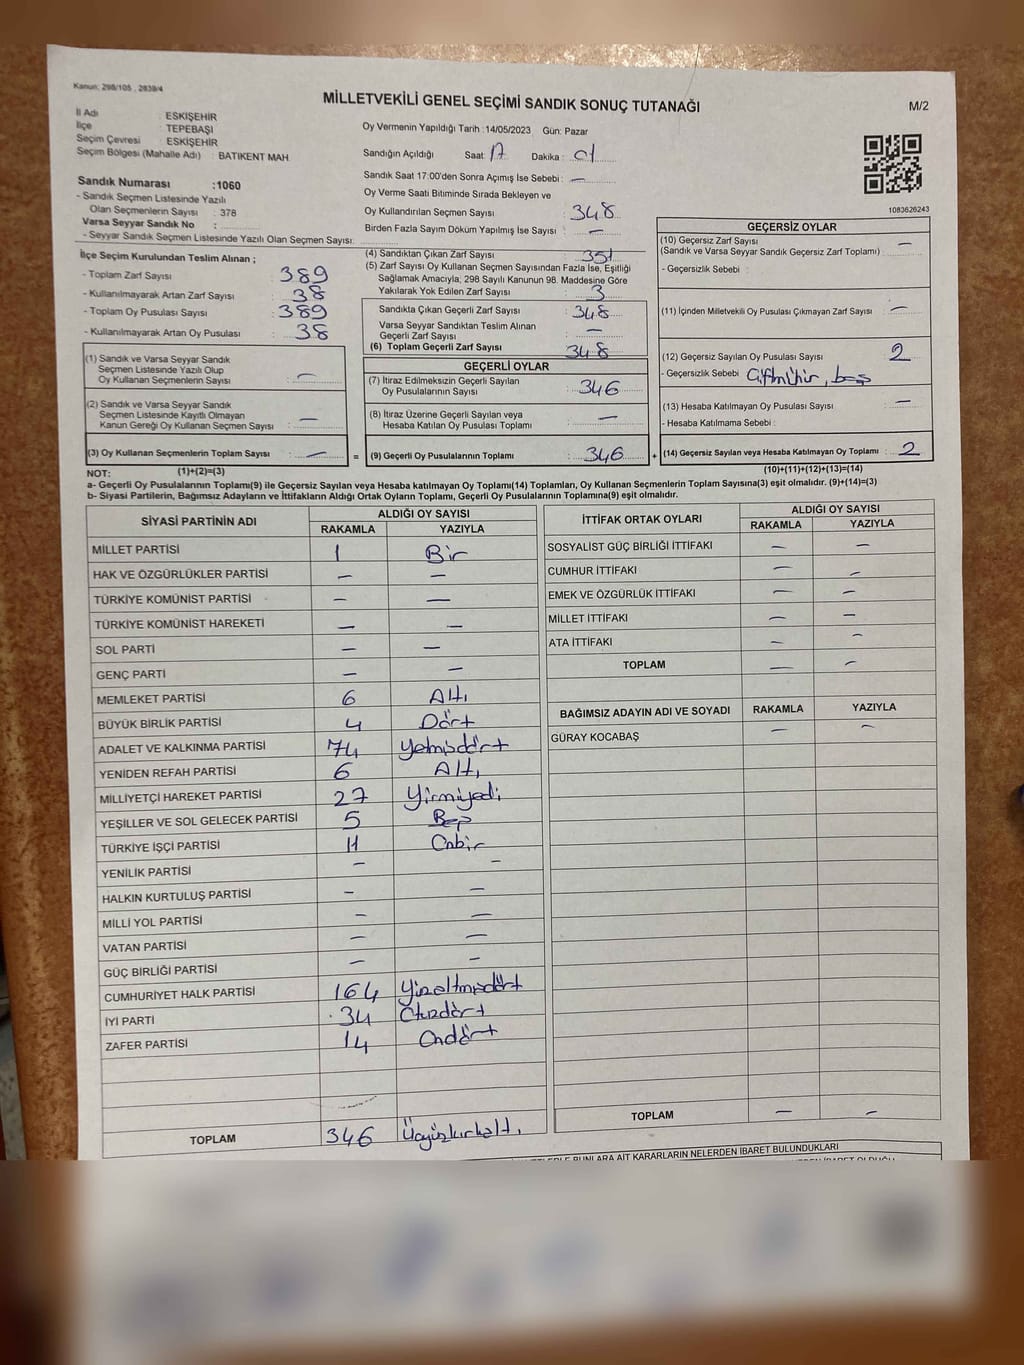 Kanun: 298/105 , 2839/4
MİLLETVEKİLİ GENEL SEÇİMİ SANDIK SONUÇ TUTANAĞI
M/2
İl Adı : ESKİŞEHİR
İlçe : TEPEBAŞI
Seçim Çevresi : ESKİŞEHİR
Seçim Bölgesi (Mahalle Adı) : BATIKENT MAH.
Sandık Numarası :1060
- Sandık Seçmen Listesinde Yazılı
Olan Seçmenlerin Sayısı : 378
Varsa Seyyar Sandık No :
- Seyyar Sandık Seçmen Listesinde Yazılı Olan Seçmen Sayısı:
Oy Vermenin Yapıldığı Tarih :14/05/2023 Gün: Pazar
Sandığın Açıldığı Saat: 17 Dakika : 01
Sandık Saat 17:00'den Sonra Açımış İse Sebebi : —
Oy Verme Saati Bitiminde Sırada Bekleyen ve
Oy Kullandırılan Seçmen Sayısı : 348
Birden Fazla Sayım Döküm Yapılmış İse Sayısı : —
1083626243
İlçe Seçim Kurulundan Teslim Alınan ;
- Toplam Zarf Sayısı : 389
- Kullanılmayarak Artan Zarf Sayısı : 38
- Toplam Oy Pusulası Sayısı : 389
- Kullanılmayarak Artan Oy Pusulası : 38
(1) Sandık ve Varsa Seyyar Sandık
Seçmen Listesinde Yazılı Olup
Oy Kullanan Seçmenlerin Sayısı : —
(2) Sandık ve Varsa Seyyar Sandık
Seçmen Listesinde Kayıtlı Olmayan
Kanun Gereği Oy Kullanan Seçmen Sayısı : —
(3) Oy Kullanan Seçmenlerin Toplam Sayısı : —
(4) Sandıktan Çıkan Zarf Sayısı : 351
(5) Zarf Sayısı Oy Kullanan Seçmen Sayısından Fazla İse, Eşitliği
Sağlamak Amacıyla, 298 Sayılı Kanunun 98. Maddesine Göre
Yakılarak Yok Edilen Zarf Sayısı : 3
Sandıkta Çıkan Geçerli Zarf Sayısı : 348
Varsa Seyyar Sandıktan Teslim Alınan
Geçerli Zarf Sayısı : —
(6) Toplam Geçerli Zarf Sayısı : 348
GEÇERLİ OYLAR
(7) İtiraz Edilmeksizin Geçerli Sayılan
Oy Pusulalarının Sayısı : 346
(8) İtiraz Üzerine Geçerli Sayılan veya
Hesaba Katılan Oy Pusulası Toplamı : —
= (9) Geçerli Oy Pusulalarının Toplamı : 346 +
GEÇERSİZ OYLAR
(10) Geçersiz Zarf Sayısı : —
(Sandık ve Varsa Seyyar Sandık Geçersiz Zarf Toplamı)
- Geçersizlik Sebebi :
(11) İçinden Milletvekili Oy Pusulası Çıkmayan Zarf Sayısı : —
(12) Geçersiz Sayılan Oy Pusulası Sayısı : 2
- Geçersizlik Sebebi : Çiftmühür, boş
(13) Hesaba Katılmayan Oy Pusulası Sayısı : —
- Hesaba Katılmama Sebebi :
(14) Geçersiz Sayılan veya Hesaba Katılmayan Oy Toplamı : 2
NOT: (1)+(2)=(3) (10)+(11)+(12)+(13)=(14)
a- Geçerli Oy Pusulalarının Toplamı(9) ile Geçersiz Sayılan veya Hesaba katılmayan Oy Toplamı(14) Toplamları, Oy Kullanan Seçmenlerin Toplam Sayısına(3) eşit olmalıdır. (9)+(14)=(3)
b- Siyasi Partilerin, Bağımsız Adayların ve İttifakların Aldığı Ortak Oyların Toplamı, Geçerli Oy Pusulalarının Toplamına(9) eşit olmalıdır.
SİYASİ PARTİNİN ADI ALDIĞI OY SAYISI
RAKAMLA YAZIYLA
MİLLET PARTİSİ 1 Bir
HAK VE ÖZGÜRLÜKLER PARTİSİ — —
TÜRKİYE KOMÜNİST PARTİSİ — —
TÜRKİYE KOMÜNİST HAREKETİ — —
SOL PARTİ — —
GENÇ PARTİ — —
MEMLEKET PARTİSİ 6 Altı
BÜYÜK BİRLİK PARTİSİ 4 Dört
ADALET VE KALKINMA PARTİSİ 74 Yetmişdört
YENİDEN REFAH PARTİSİ 6 Altı
MİLLİYETÇİ HAREKET PARTİSİ 27 Yirmiyedi
YEŞİLLER VE SOL GELECEK PARTİSİ 5 Beş
TÜRKİYE İŞÇİ PARTİSİ 11 Onbir
YENİLİK PARTİSİ — —
HALKIN KURTULUŞ PARTİSİ — —
MİLLİ YOL PARTİSİ — —
VATAN PARTİSİ — —
GÜÇ BİRLİĞİ PARTİSİ — —
CUMHURİYET HALK PARTİSİ 164 Yüzaltmışdört
İYİ PARTİ 34 Otuzdört
ZAFER PARTİSİ 14 Ondört
TOPLAM 346 Üçyüzkırkaltı
İTTİFAK ORTAK OYLARI ALDIĞI OY SAYISI
RAKAMLA YAZIYLA
SOSYALİST GÜÇ BİRLİĞİ İTTİFAKI — —
CUMHUR İTTİFAKI — —
EMEK VE ÖZGÜRLÜK İTTİFAKI — —
MİLLET İTTİFAKI — —
ATA İTTİFAKI — —
TOPLAM — —
BAĞIMSIZ ADAYIN ADI VE SOYADI RAKAMLA YAZIYLA
GÜRAY KOCABAŞ — —
TOPLAM — —
BUNLARA AİT KARARLARIN NELERDEN İBARET BULUNDUKLARI